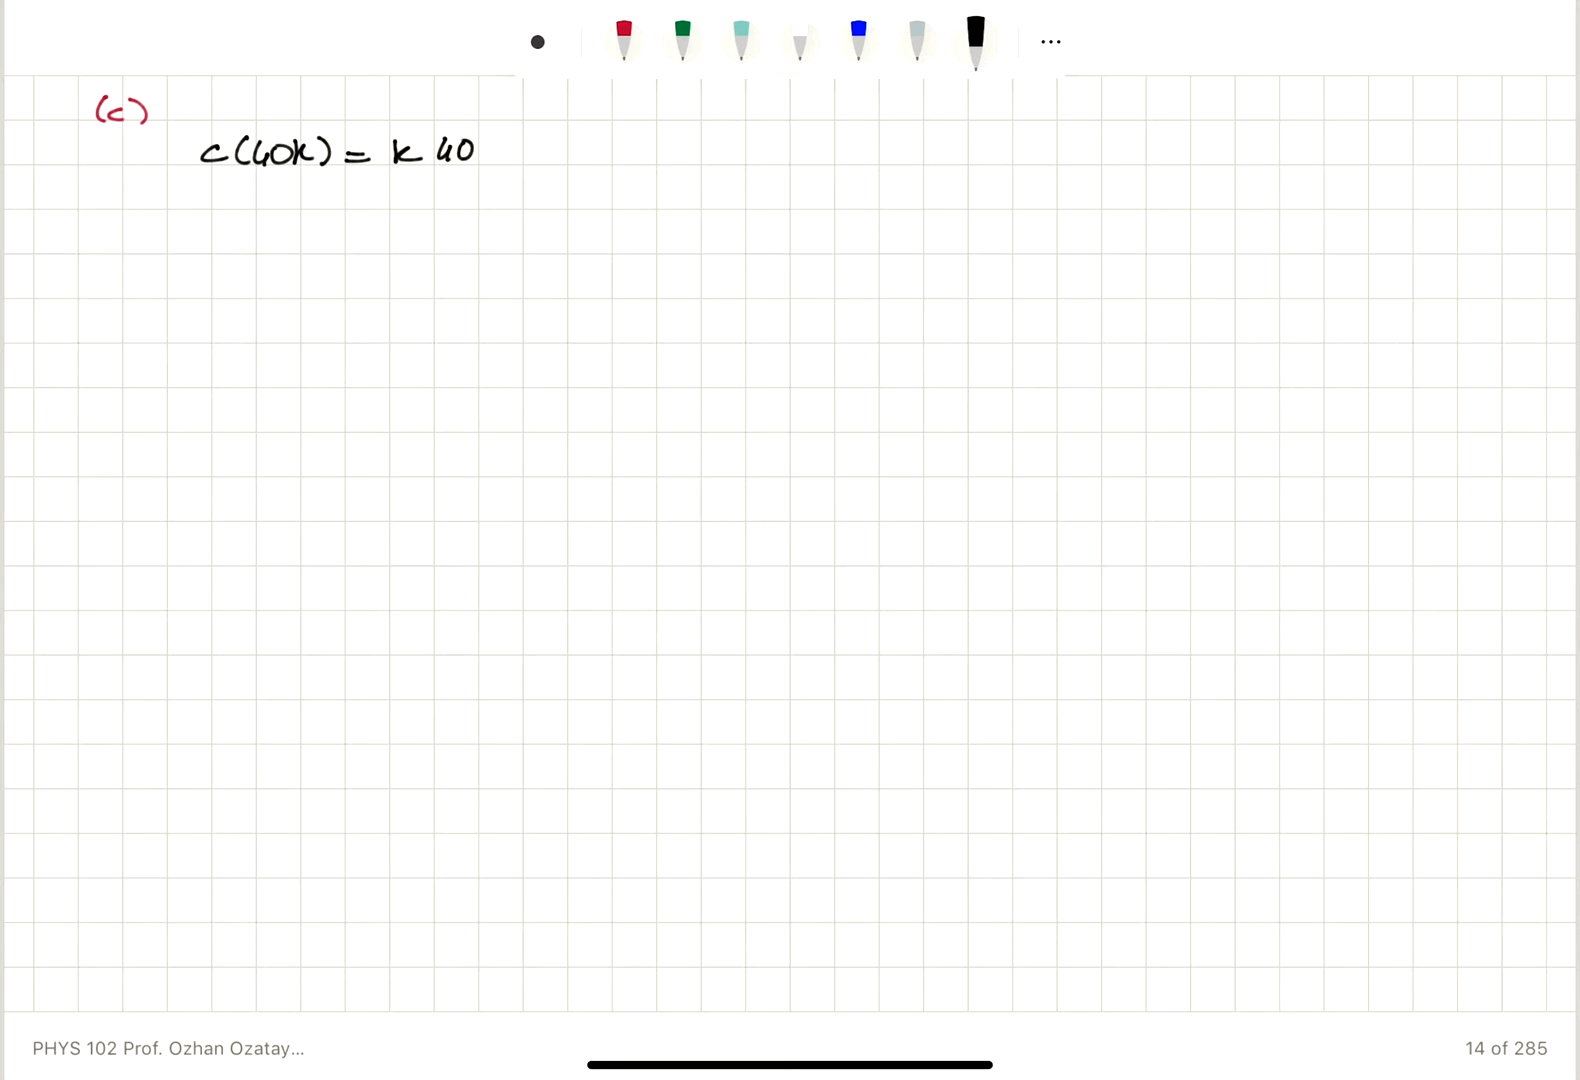 (c)
c(40K) = k 40
PHYS 102 Prof. Ozhan Ozatay...
14 of 285